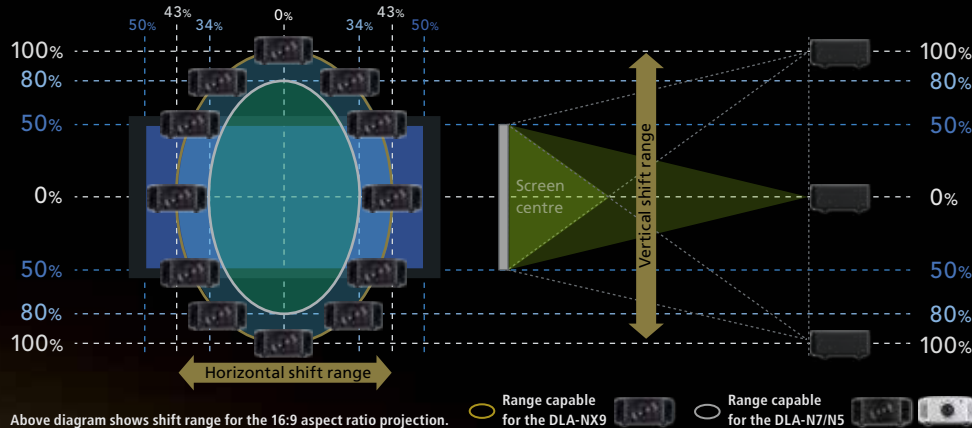 43% 0% 43%
50% 34% 34% 50%
100% 100%
80% 80%
50% 50%
Vertical shift range
Screen
centre
0% 0%
50% 50%
80% 80%
100% 100%
Horizontal shift range
Above diagram shows shift range for the 16:9 aspect ratio projection.
Range capable
for the DLA-NX9
Range capable
for the DLA-N7/N5